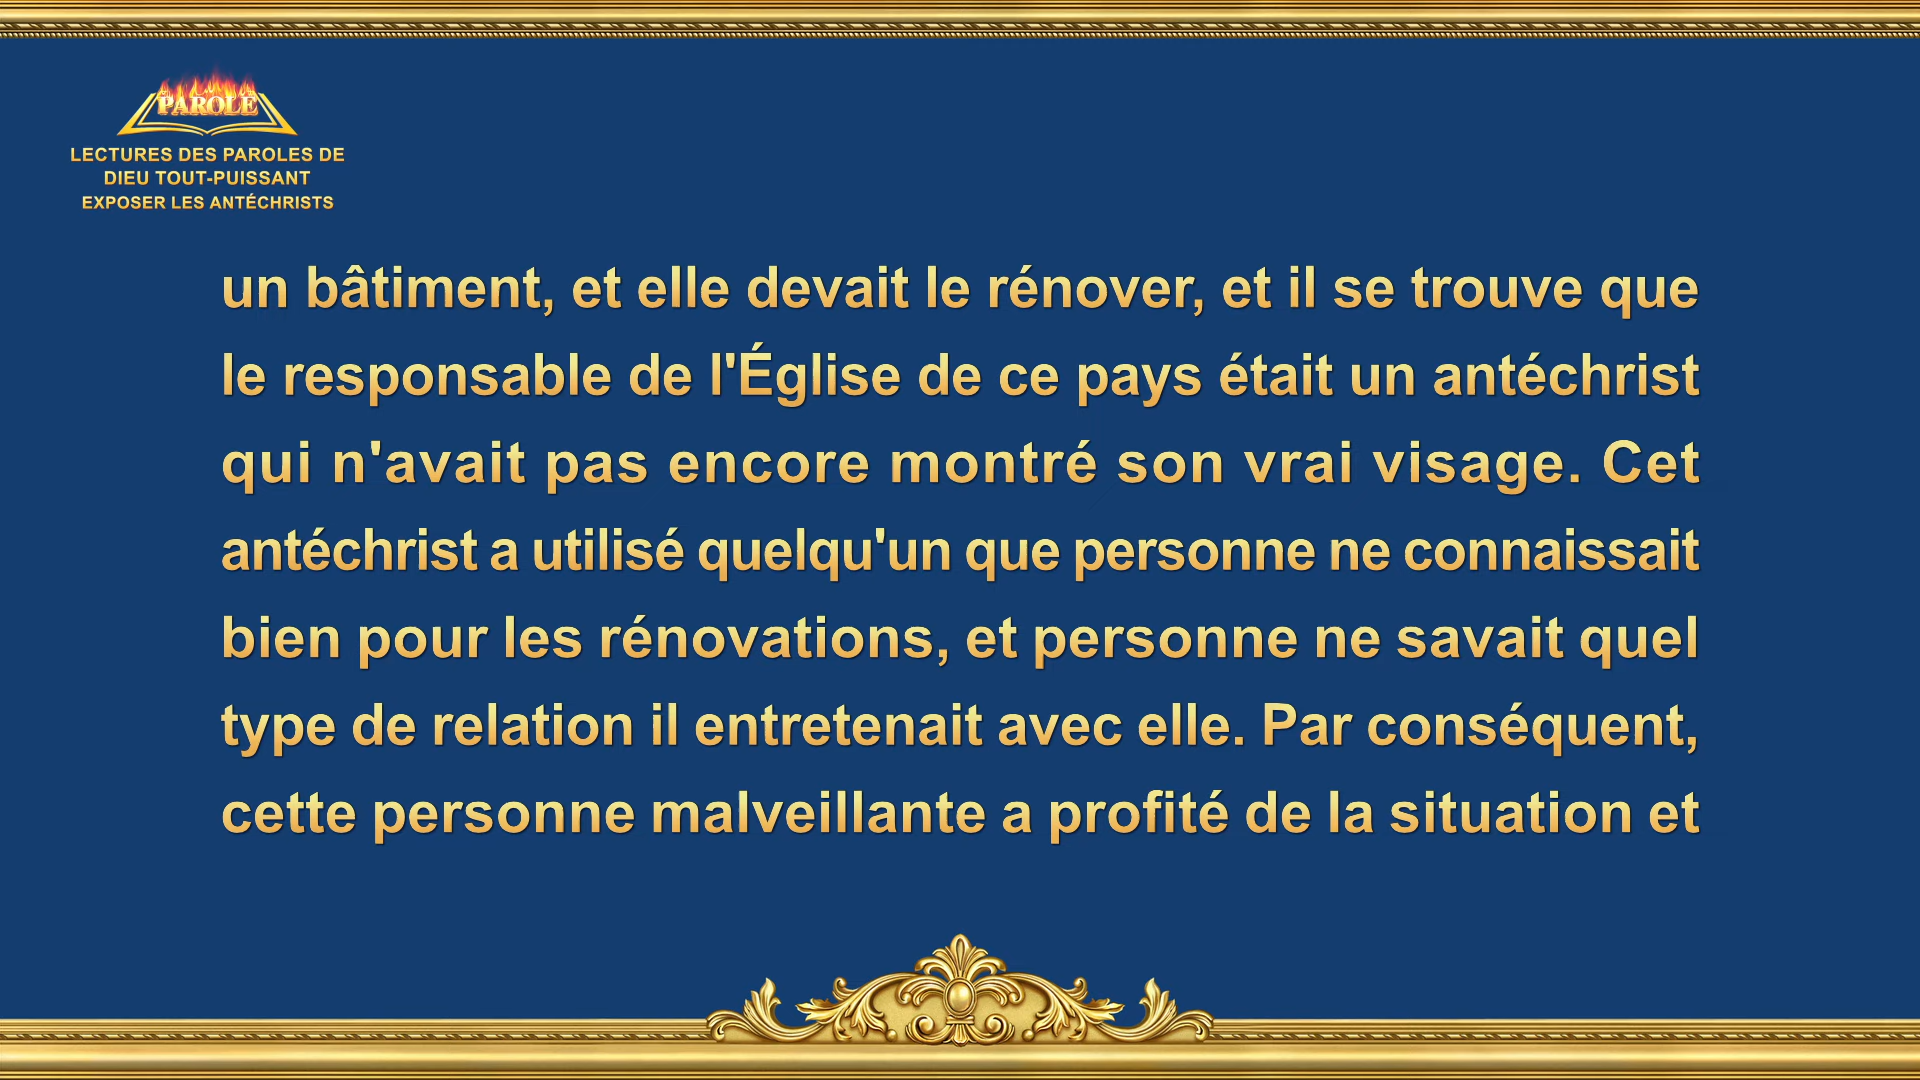 PAROLE
LECTURES DES PAROLES DE
DIEU TOUT-PUISSANT
EXPOSER LES ANTÉCHRISTS
un bâtiment, et elle devait le rénover, et il se trouve que
le responsable de l'Église de ce pays était un antéchrist
qui n'avait pas encore montré son vrai visage. Cet
antéchrist a utilisé quelqu'un que personne ne connaissait
bien pour les rénovations, et personne ne savait quel
type de relation il entretenait avec elle. Par conséquent,
cette personne malveillante a profité de la situation et